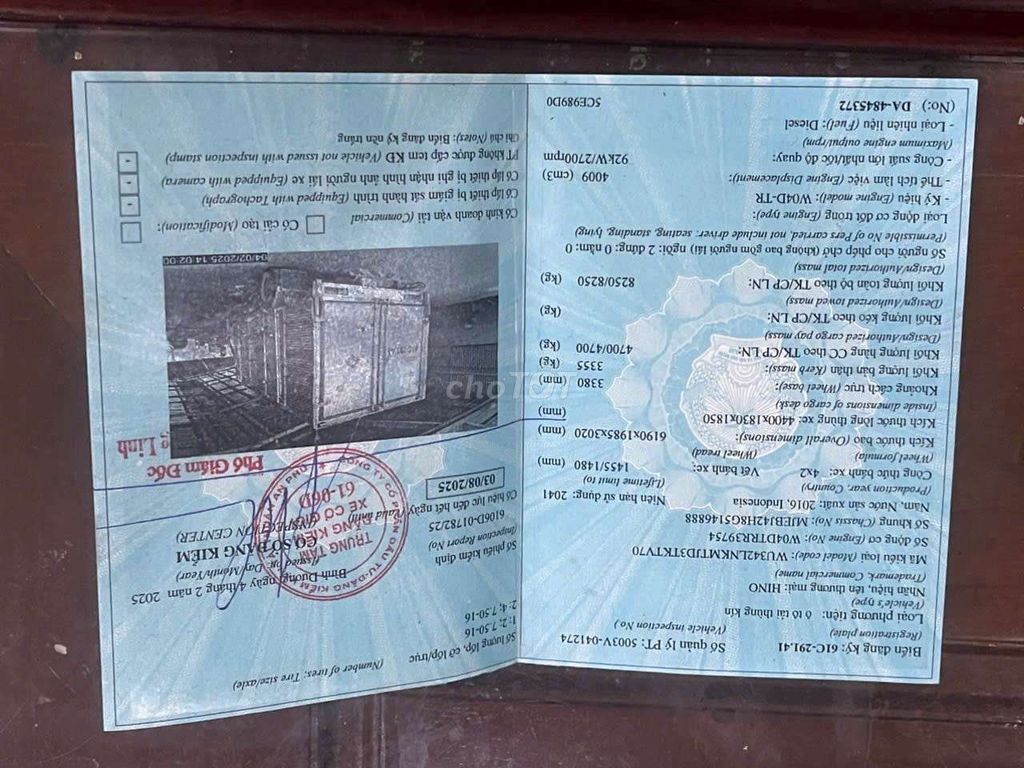 Biển đăng ký: 61C-291.41 Số quản lý PT: 5003V-041274
(Registration plate) (Vehicle inspection No)
Loại phương tiện: ô tô tải thùng kín
(Vehicle's type)
Nhãn hiệu, tên thương mại: HINO
(Trademark, Commercial name)
Mã kiểu loại (Model code): WU342LNKMTJD3TKTV70
Số động cơ (Engine No): W04DTRR39754
Số khung (Chassis No): MJEB342HRG5146888
Năm, Nước sản xuất: 2016, Indonesia Niên hạn sử dụng: 2041
(Production year, Country) (Lifetime limit to)
Công thức bánh xe: 4x2 Vết bánh xe: 1455/1480 (mm)
(Wheel formula) (Wheel tread)
Kích thước bao (Overall dimensions): 6190x1985x3020 (mm)
Kích thước lòng thùng xe: 4400x1830x1850 (mm)
(Inside dimensions of cargo desk)
Khoảng cách trục (Wheel base): 3380 (mm)
Khối lượng bản thân (Kerb mass): 3355 (kg)
Khối lượng hàng CC theo TK/CP LN: 4700/4700 (kg)
(Design/Authorized cargo pay mass)
Khối lượng kéo theo TK/CP LN: (kg)
(Design/Authorized towed mass)
Khối lượng toàn bộ theo TK/CP LN: 8250/8250 (kg)
(Design/Authorized total mass)
Số người cho phép chở (không bao gồm người lái) ngồi: 2 đứng: 0 nằm: 0
(Permissible No of Pers carried, not include driver: seating, standing, lying)
Loại động cơ đốt trong (Engine type):
- Ký hiệu (Engine model): W04D-TR
- Thể tích làm việc (Engine Displacement): 4009 (cm3)
- Công suất lớn nhất/tốc độ quay: 92kW/2700rpm
(Maximum engine output/rpm)
- Loại nhiên liệu (Fuel): Diesel
(No:) DA-4845372 5CE989D0
Số lượng lốp, cỡ lốp/trục (Number of tires; Tire size/axle)
1: 2; 7.50-16
2: 4; 7.50-16
Số phiếu kiểm định
(Inspection Report No)
6106D-01782/25
Có hiệu lực đến hết ngày (Valid until)
03/08/2025
Bình Dương, ngày 4 tháng 2 năm 2025
(Issued by: Day/Month/Year)
CƠ SỞ ĐĂNG KIỂM
(INSPECTION CENTER)
TRUNG TÂM
ĐĂNG KIỂM
XE CƠ GIỚI
61-06D
Phó Giám Đốc
Linh
04/02/2025 14:02:00
Có kinh doanh vận tải (Commercial Có cải tạo (Modification):
Có lắp thiết bị giám sát hành trình (Equipped with Tachograph) -
Có lắp thiết bị ghi nhận hình ảnh người lái xe (Equipped with camera) -
PT không được cấp tem KĐ (Vehicle not issued with inspection stamp) -
Ghi chú (Notes): Biển đăng ký nền trắng
choTỐT